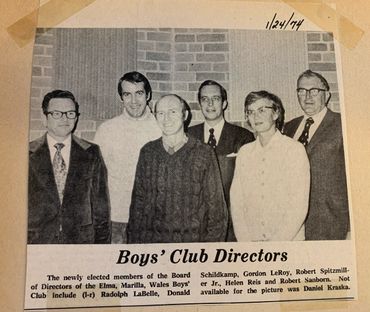 1/24/74
Boys' Club Directors
The newly elected members of the Board
of Directors of the Elma, Marilla, Wales Boys'
Club include (l-r) Radolph LaBelle, Donald
Schildkamp, Gordon LeRoy, Robert Spitzmill-
er Jr., Helen Reis and Robert Sanborn. Not
available for the picture was Daniel Kraska.